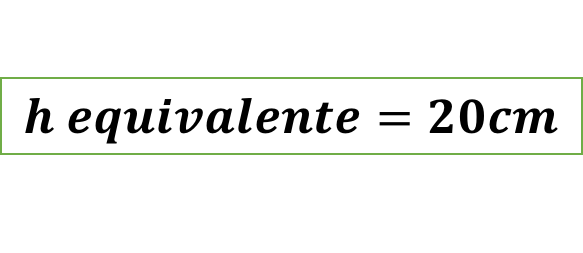 h equivalente = 20cm